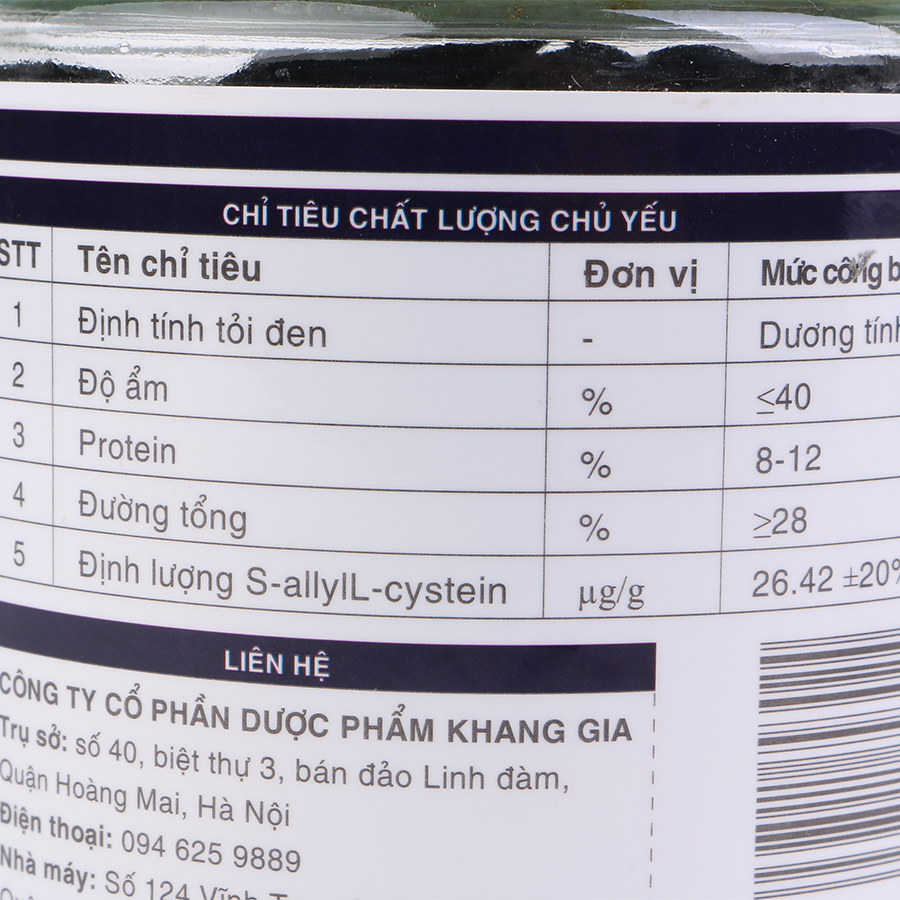 CHỈ TIÊU CHẤT LƯỢNG CHỦ YẾU
STT Tên chỉ tiêu Đơn vị Mức công b
1 Định tính tỏi đen - Dương tính
2 Độ ẩm % ≤40
3 Protein % 8-12
4 Đường tổng % ≥28
5 Định lượng S-allylL-cystein µg/g 26.42 ±20%
LIÊN HỆ
CÔNG TY CỔ PHẦN DƯỢC PHẨM KHANG GIA
Trụ sở: số 40, biệt thự 3, bán đảo Linh đàm,
Quận Hoàng Mai, Hà Nội
Điện thoại: 094 625 9889
Nhà máy: Số 124 Vĩnh